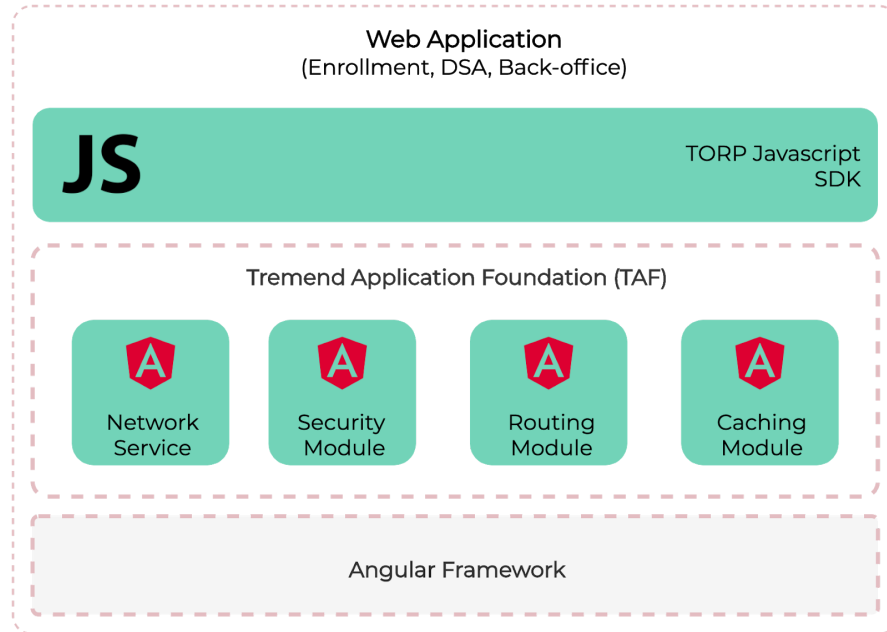 Web Application
(Enrollment, DSA, Back-office)
JS
TORP Javascript
SDK
Tremend Application Foundation (TAF)
A
Network
Service
A
Security
Module
A
Routing
Module
A
Caching
Module
Angular Framework